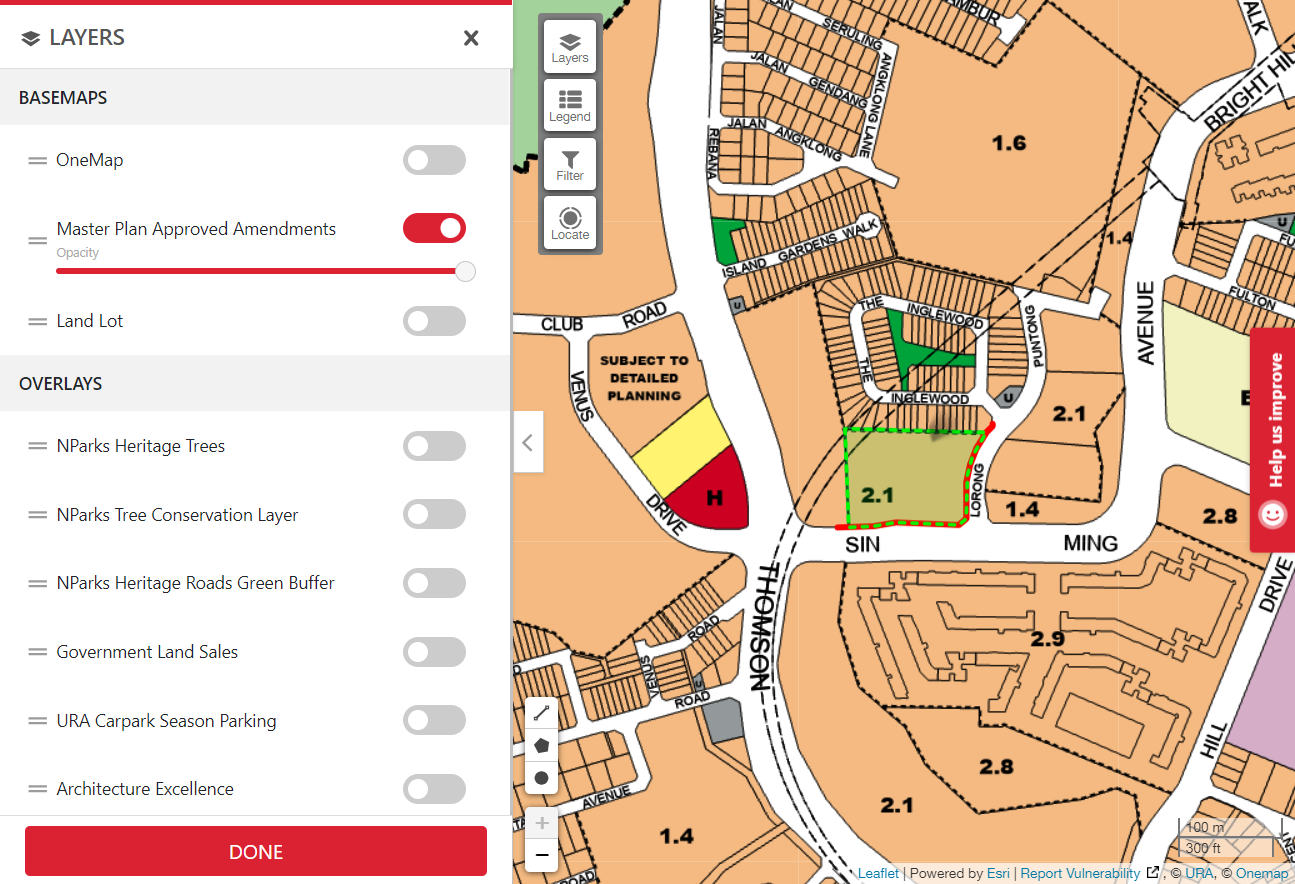 LAYERS
BASEMAPS
OneMap
Master Plan Approved Amendments
Opacity
Land Lot
OVERLAYS
NParks Heritage Trees
NParks Tree Conservation Layer
NParks Heritage Roads Green Buffer
Government Land Sales
URA Carpark Season Parking
Architecture Excellence
DONE
Layers
Legend
Filter
Locate
JALAN
SERULING
JALAN
GENDANG
ANGKLONG LANE
JALAN
ANGKLONG
REBANA
1.6
BRIGHT HIL
1.4
U
ISLAND GARDENS WALK
U
FULTON
CLUB ROAD
AVENUE
THE
INGLEWOOD
PUNTONG
THE
INGLEWOOD
U
SUBJECT TO
DETAILED
PLANNING
VENUS
2.1
Help us improve
2.1
H
LORONG
1.4
2.8
DRIVE
SIN
MING
DRIVE
THOMSON
ROAD
2.9
VENUS
ROAD
HILL
2.8
2.1
AVENUE
1.4
ROAD
100 m
300 ft
Leaflet | Powered by Esri | Report Vulnerability , © URA, © Onemap